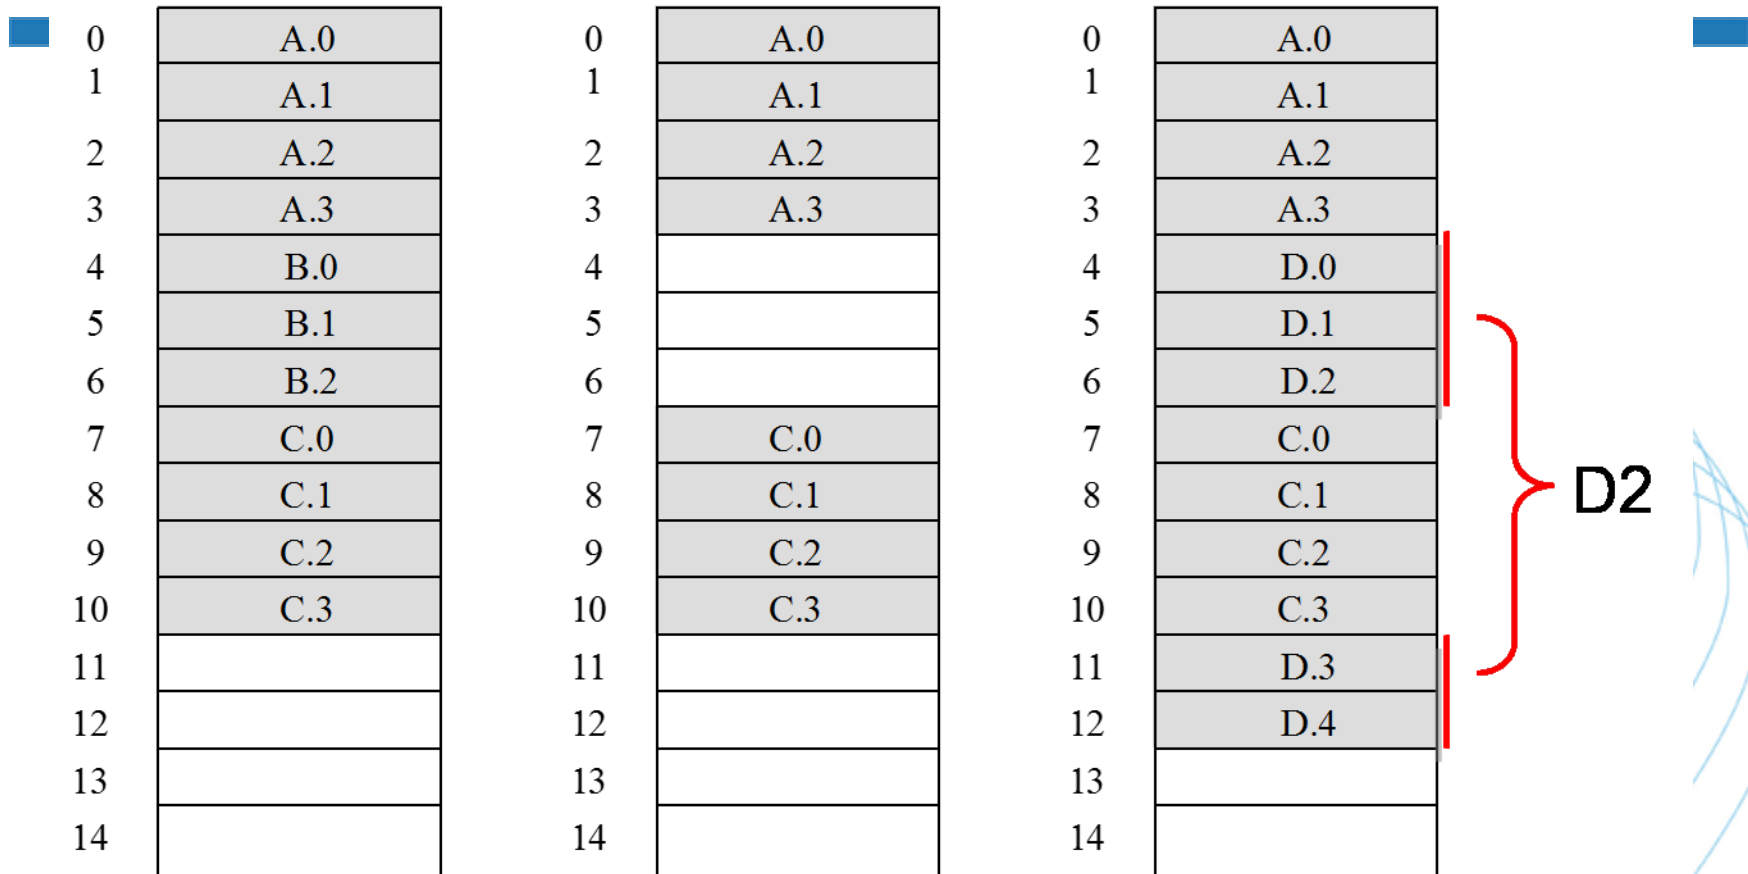 0 A.0 0 A.0 0 A.0
1 A.1 1 A.1 1 A.1
2 A.2 2 A.2 2 A.2
3 A.3 3 A.3 3 A.3
4 B.0 4 4 D.0
5 B.1 5 5 D.1
6 B.2 6 6 D.2
7 C.0 7 C.0 7 C.0
8 C.1 8 C.1 8 C.1
D2
9 C.2 9 C.2 9 C.2
10 C.3 10 C.3 10 C.3
11 11 11 D.3
12 12 12 D.4
13 13 13
14 14 14